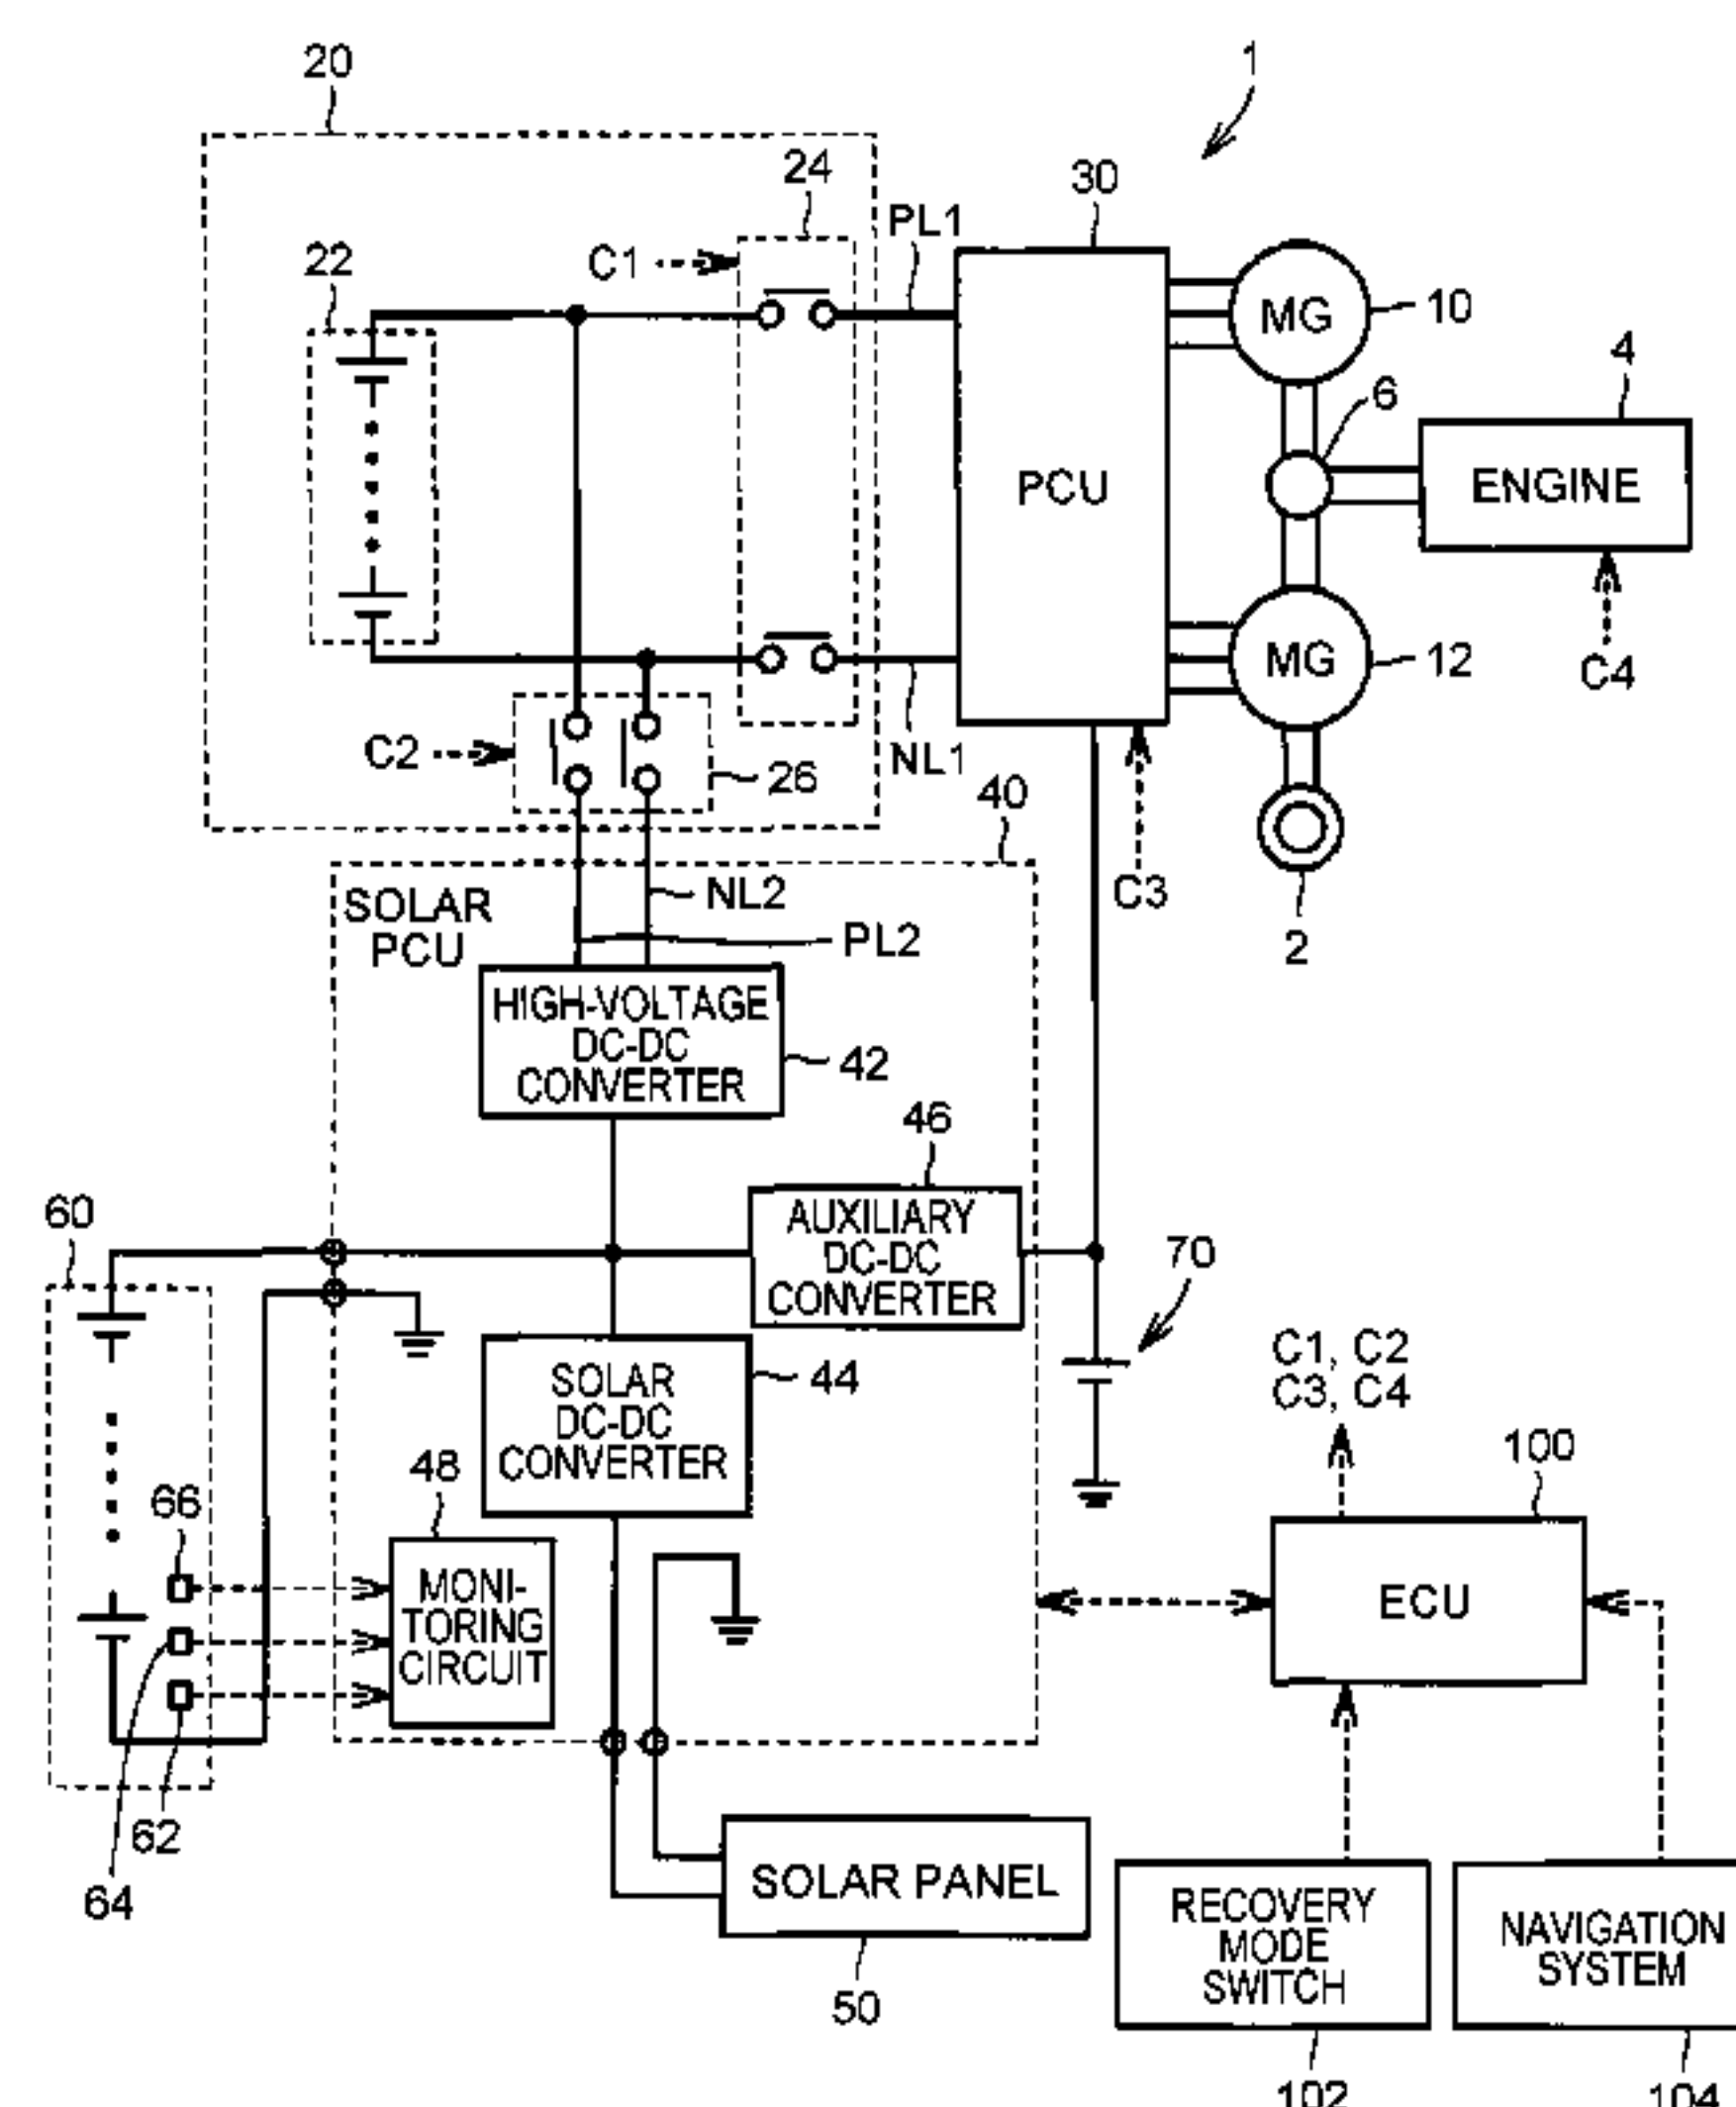 20
1
24
30
PL1
22
C1
MG
10
4
6
PCU
ENGINE
MG
12
C4
C2
26
NL1
40
C3
SOLAR
PCU
NL2
2
PL2
HIGH-VOLTAGE
DC-DC
CONVERTER
42
46
60
AUXILIARY
DC-DC
CONVERTER
70
C1, C2
C3, C4
SOLAR
DC-DC
CONVERTER
44
48
100
66
MONI-
TORING
CIRCUIT
ECU
62
64
SOLAR PANEL
RECOVERY
MODE
SWITCH
NAVIGATION
SYSTEM
50
102
104